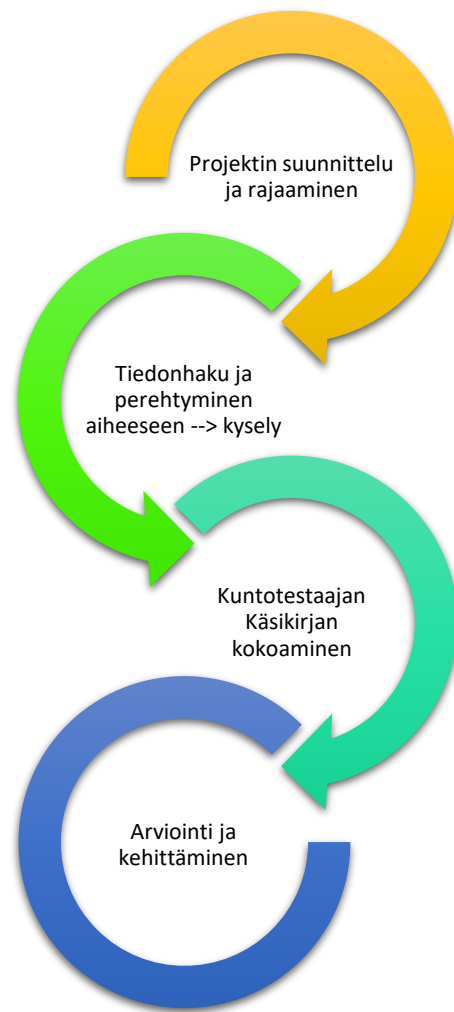 Projektin suunnittelu
ja rajaaminen
Tiedonhaku ja
perehtyminen
aiheeseen --> kysely
Kuntotestaajan
Käsikirjan
kokoaminen
Arviointi ja
kehittäminen